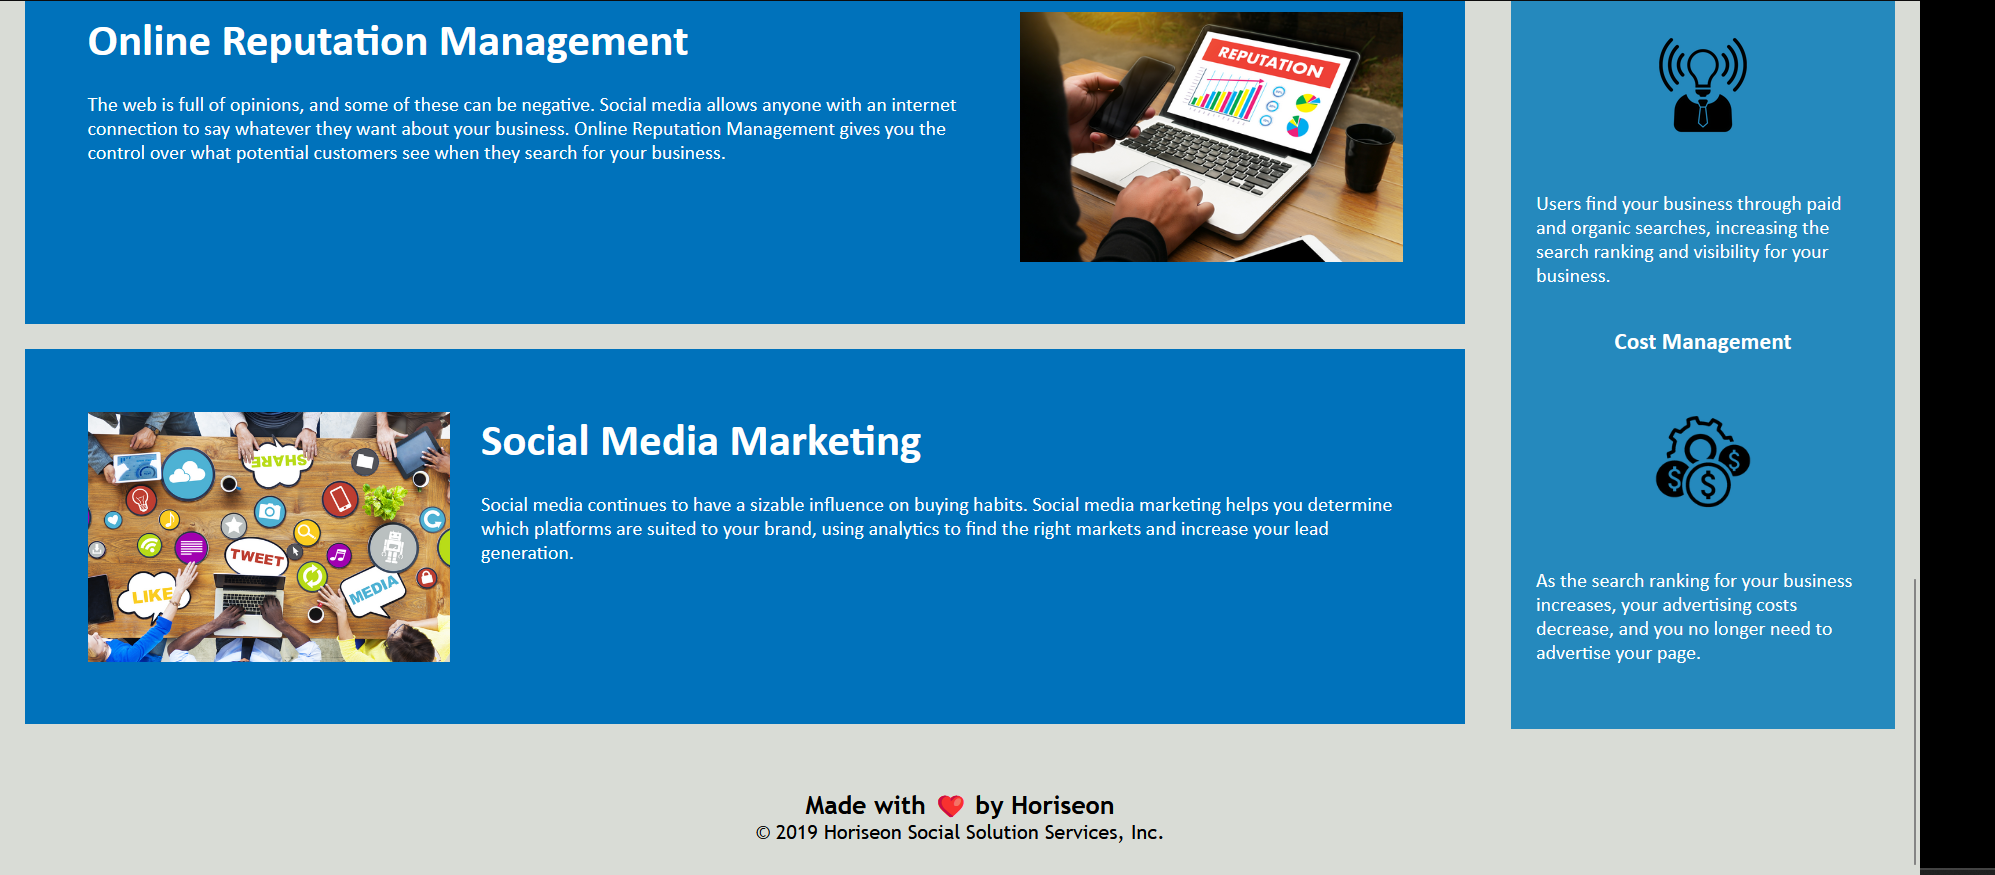 Online Reputation Management
The web is full of opinions, and some of these can be negative. Social media allows anyone with an internet
connection to say whatever they want about your business. Online Reputation Management gives you the
control over what potential customers see when they search for your business.
REPUTATION
Social Media Marketing
Social media continues to have a sizable influence on buying habits. Social media marketing helps you determine
which platforms are suited to your brand, using analytics to find the right markets and increase your lead
generation.
SHARE
TWEET
LIKE
MEDIA
Users find your business through paid
and organic searches, increasing the
search ranking and visibility for your
business.
Cost Management
$ $ $
As the search ranking for your business
increases, your advertising costs
decrease, and you no longer need to
advertise your page.
Made with ❤️ by Horiseon
© 2019 Horiseon Social Solution Services, Inc.